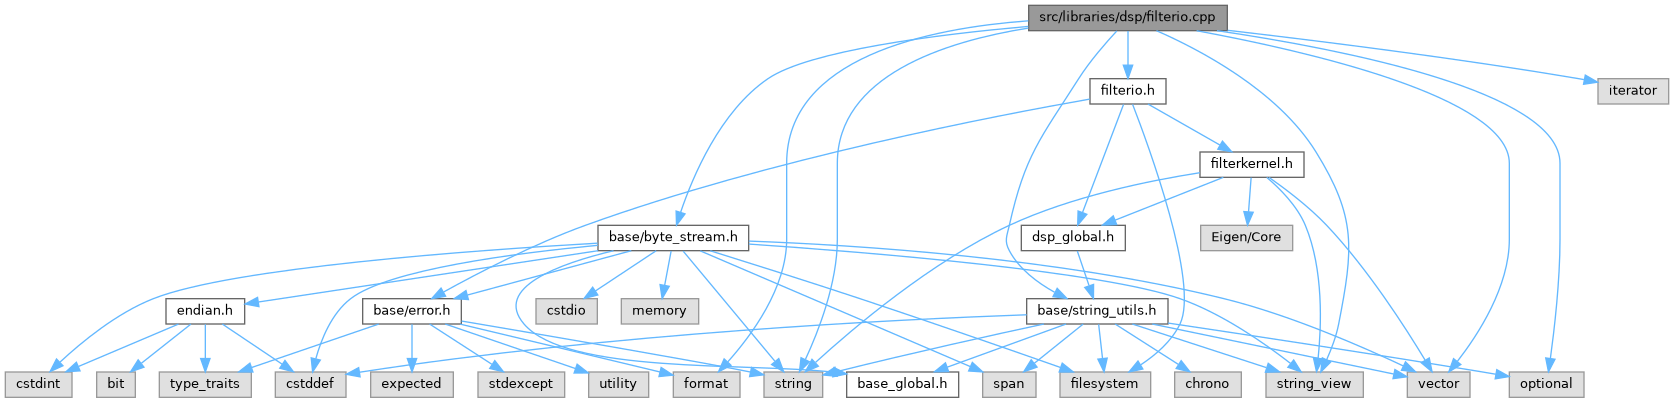 src/libraries/dsp/filterio.cpp
filterio.h
iterator
filterkernel.h
base/byte_stream.h
dsp_global.h
Eigen/Core
endian.h
base/error.h
cstdio
memory
base/string_utils.h
cstdint
bit
type_traits
cstddef
expected
stdexcept
utility
format
string
base_global.h
span
filesystem
chrono
string_view
vector
optional